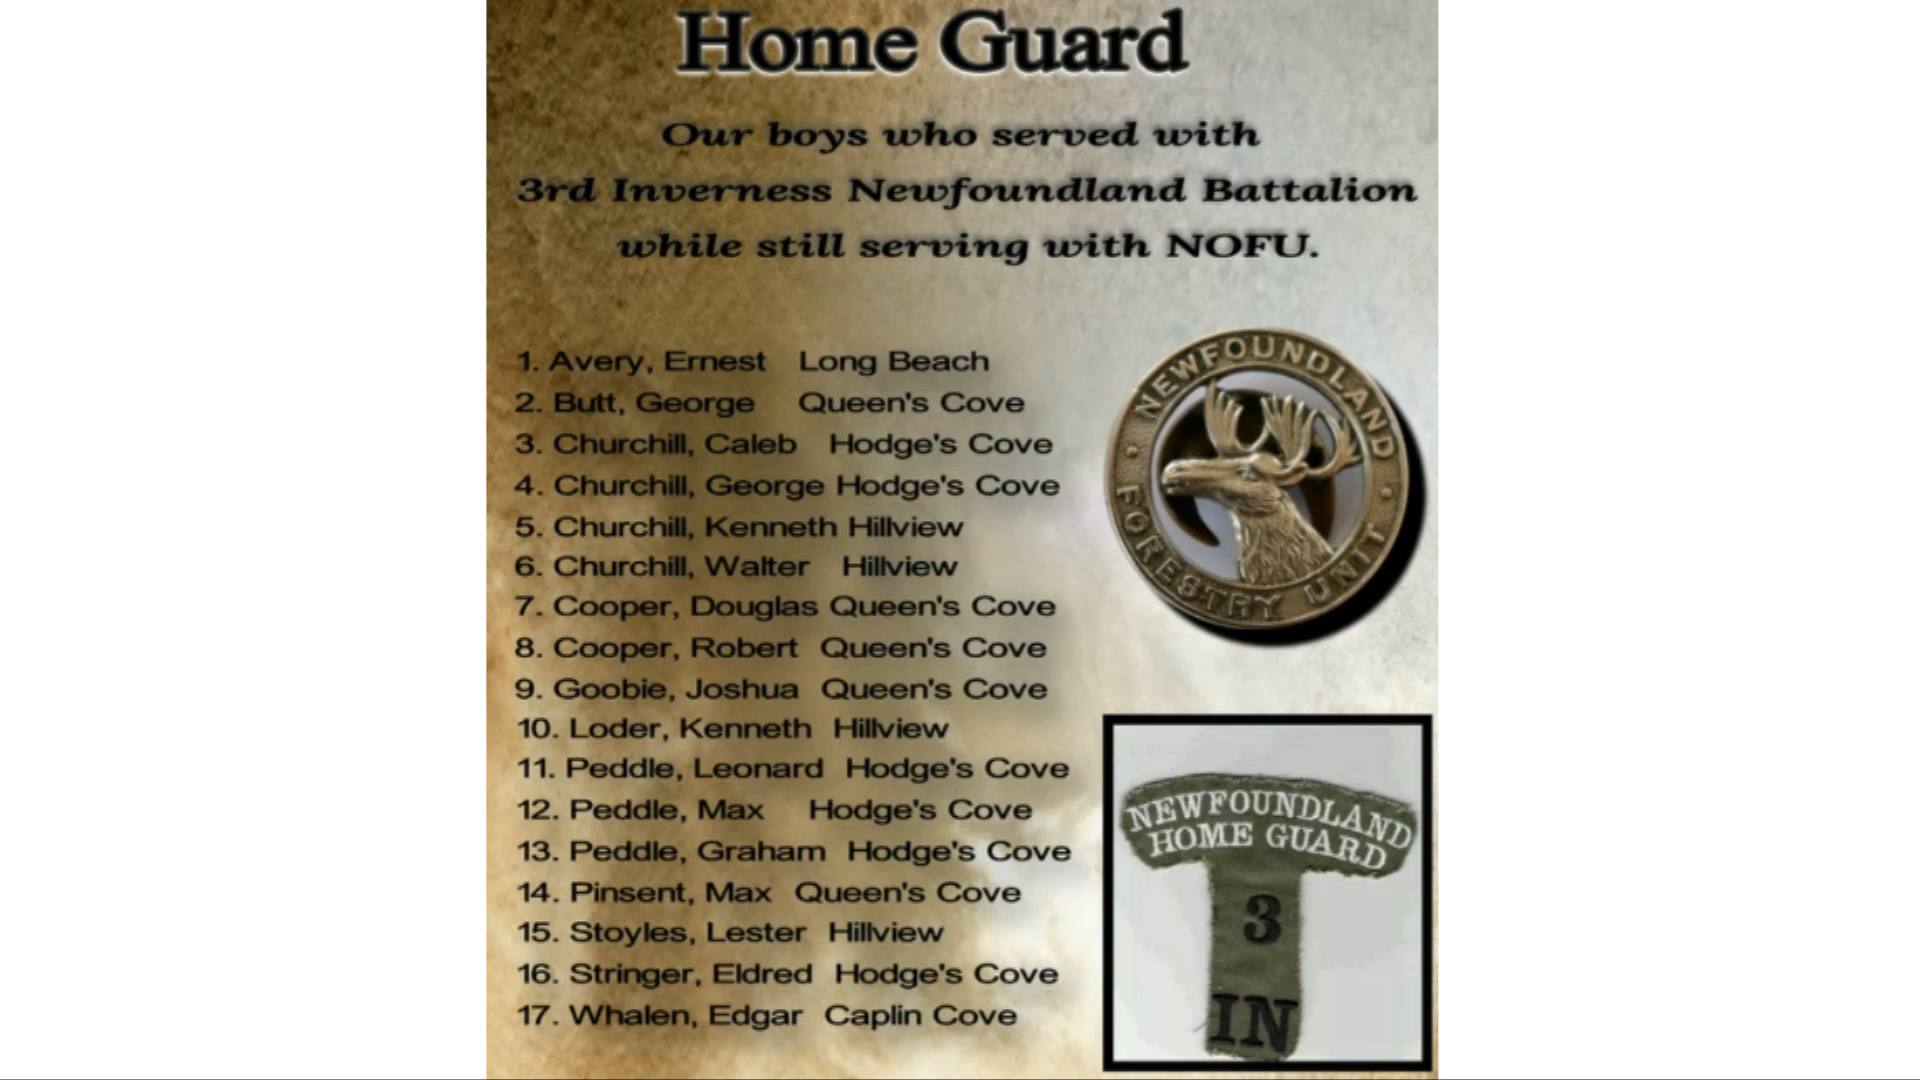 Home Guard
Our boys who served with
3rd Inverness Newfoundland Battalion
while still serving with NOFU.
1. Avery, Ernest Long Beach
2. Butt, George Queen's Cove
3. Churchill, Caleb Hodge's Cove
4. Churchill, George Hodge's Cove
5. Churchill, Kenneth Hillview
6. Churchill, Walter Hillview
7. Cooper, Douglas Queen's Cove
8. Cooper, Robert Queen's Cove
9. Goobie, Joshua Queen's Cove
10. Loder, Kenneth Hillview
11. Peddle, Leonard Hodge's Cove
12. Peddle, Max Hodge's Cove
13. Peddle, Graham Hodge's Cove
14. Pinsent, Max Queen's Cove
15. Stoyles, Lester Hillview
16. Stringer, Eldred Hodge's Cove
17. Whalen, Edgar Caplin Cove
NEWFOUNDLAND
FORESTRY UNIT
NEWFOUNDLAND
HOME GUARD
3
IN